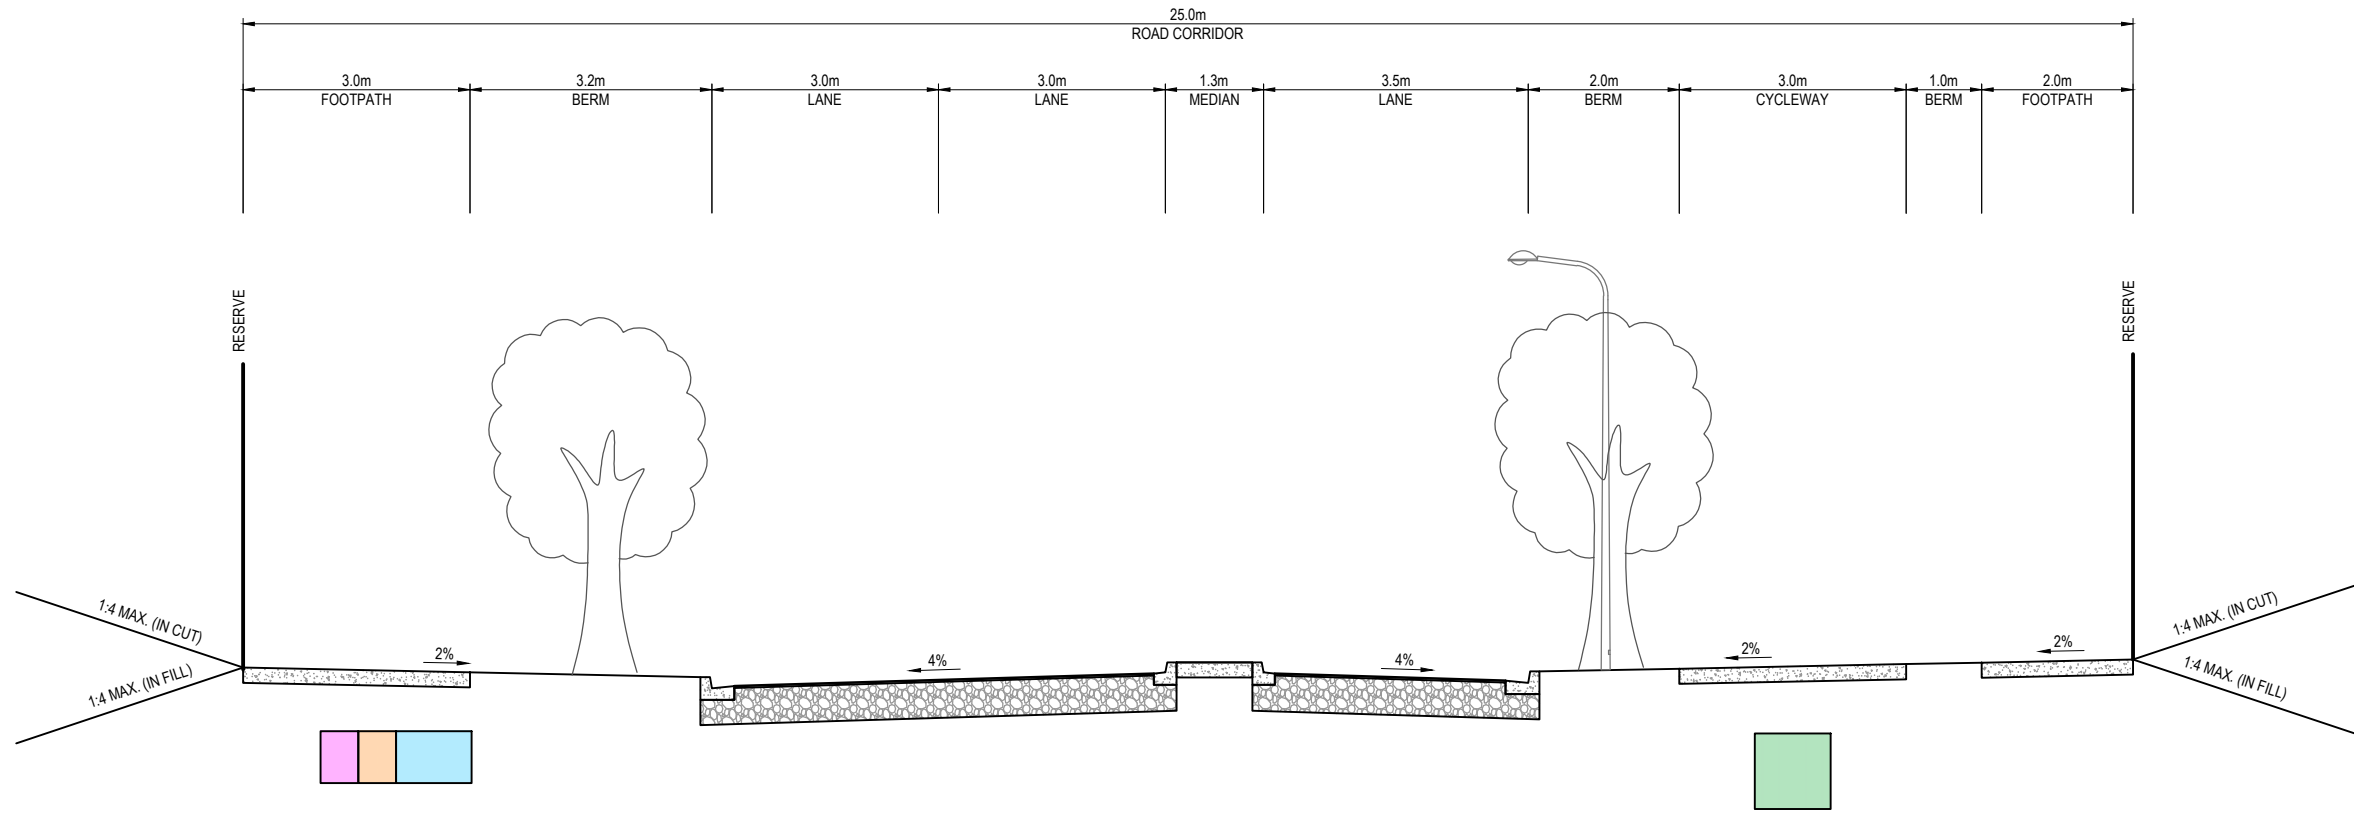 25.0m
ROAD CORRIDOR
3.0m
FOOTPATH
3.2m
BERM
3.0m
LANE
3.0m
LANE
1.3m
MEDIAN
3.5m
LANE
2.0m
BERM
3.0m
CYCLEWAY
1.0m
BERM
2.0m
FOOTPATH
RESERVE
RESERVE
1:4 MAX. (IN CUT)
1:4 MAX. (IN FILL)
2%
4%
4%
2%
2%
1:4 MAX. (IN CUT)
1:4 MAX. (IN FILL)